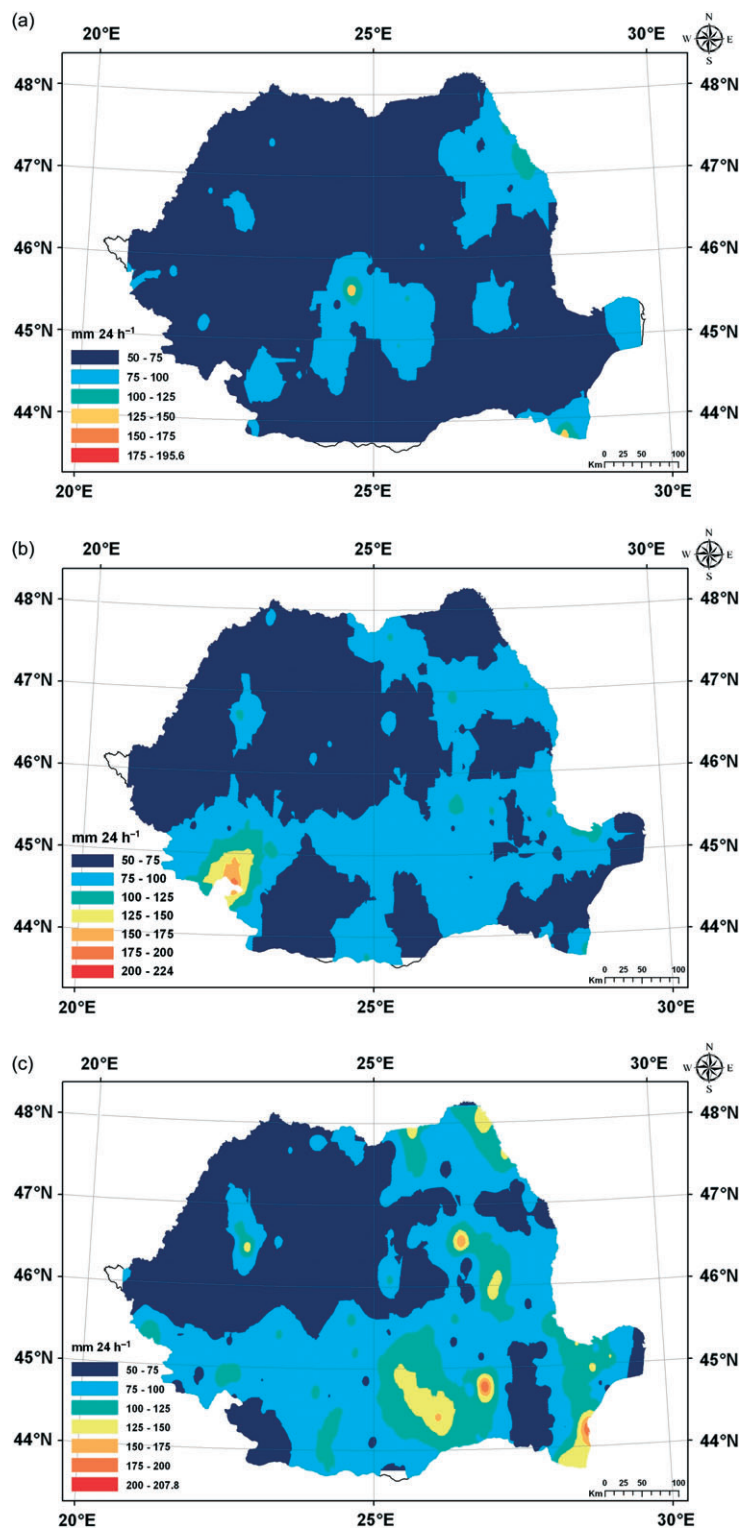 (a)
20°E 25°E 30°E
N
W E
S
48°N 48°N
47°N 47°N
46°N 46°N
45°N 45°N
mm 24 h⁻¹
50 - 75
75 - 100
100 - 125
44°N 44°N
125 - 150
150 - 175
175 - 195.6
0 25 50 100
Km
20°E 25°E 30°E
(b)
20°E 25°E 30°E
N
W E
S
48°N 48°N
47°N 47°N
46°N 46°N
45°N 45°N
mm 24 h⁻¹
50 - 75
75 - 100
100 - 125
125 - 150
44°N 44°N
150 - 175
175 - 200
200 - 224
0 25 50 100
Km
20°E 25°E 30°E
(c)
20°E 25°E 30°E
N
W E
S
48°N 48°N
47°N 47°N
46°N 46°N
45°N 45°N
mm 24 h⁻¹
50 - 75
75 - 100
100 - 125
125 - 150
44°N 44°N
150 - 175
175 - 200
200 - 207.8
0 25 50 100
Km
20°E 25°E 30°E